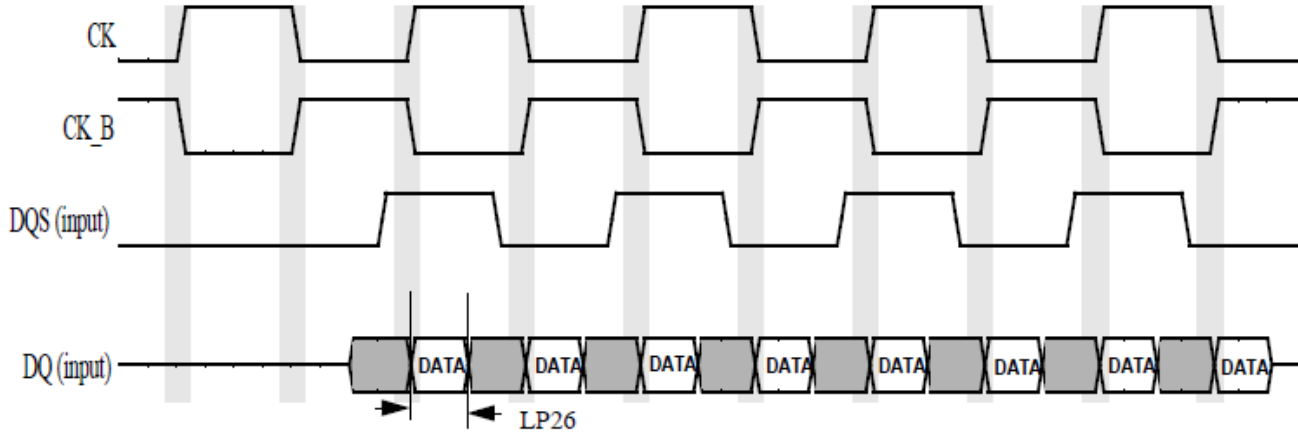 CK
CK_B
DQS (input)
DQ (input)
DATA DATA DATA DATA DATA DATA DATA DATA
LP26